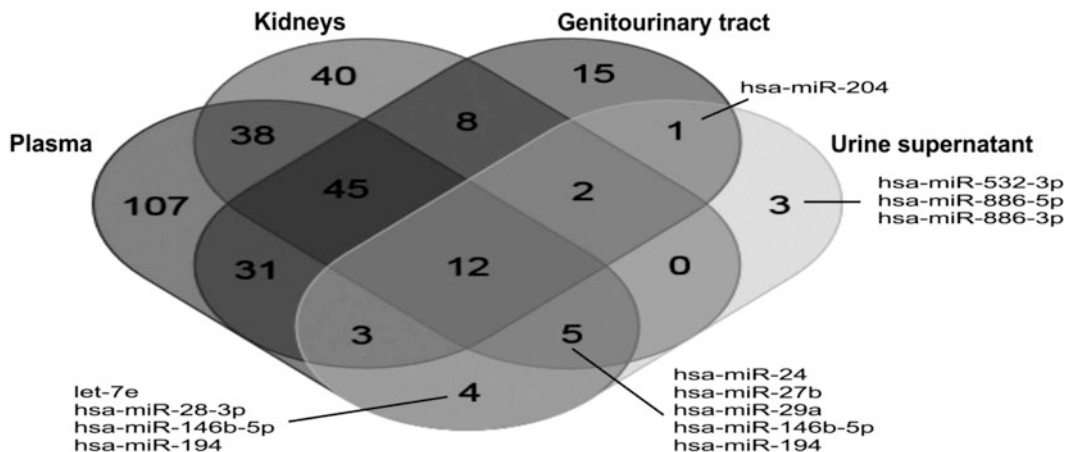 Kidneys
Genitourinary tract
40
15
hsa-miR-204
38
8
1
Plasma
Urine supernatant
45
2
hsa-miR-532-3p
107
3
hsa-miR-886-5p
hsa-miR-886-3p
31
12
0
3
5
let-7e
hsa-miR-28-3p
hsa-miR-146b-5p
hsa-miR-194
4
hsa-miR-24
hsa-miR-27b
hsa-miR-29a
hsa-miR-146b-5p
hsa-miR-194